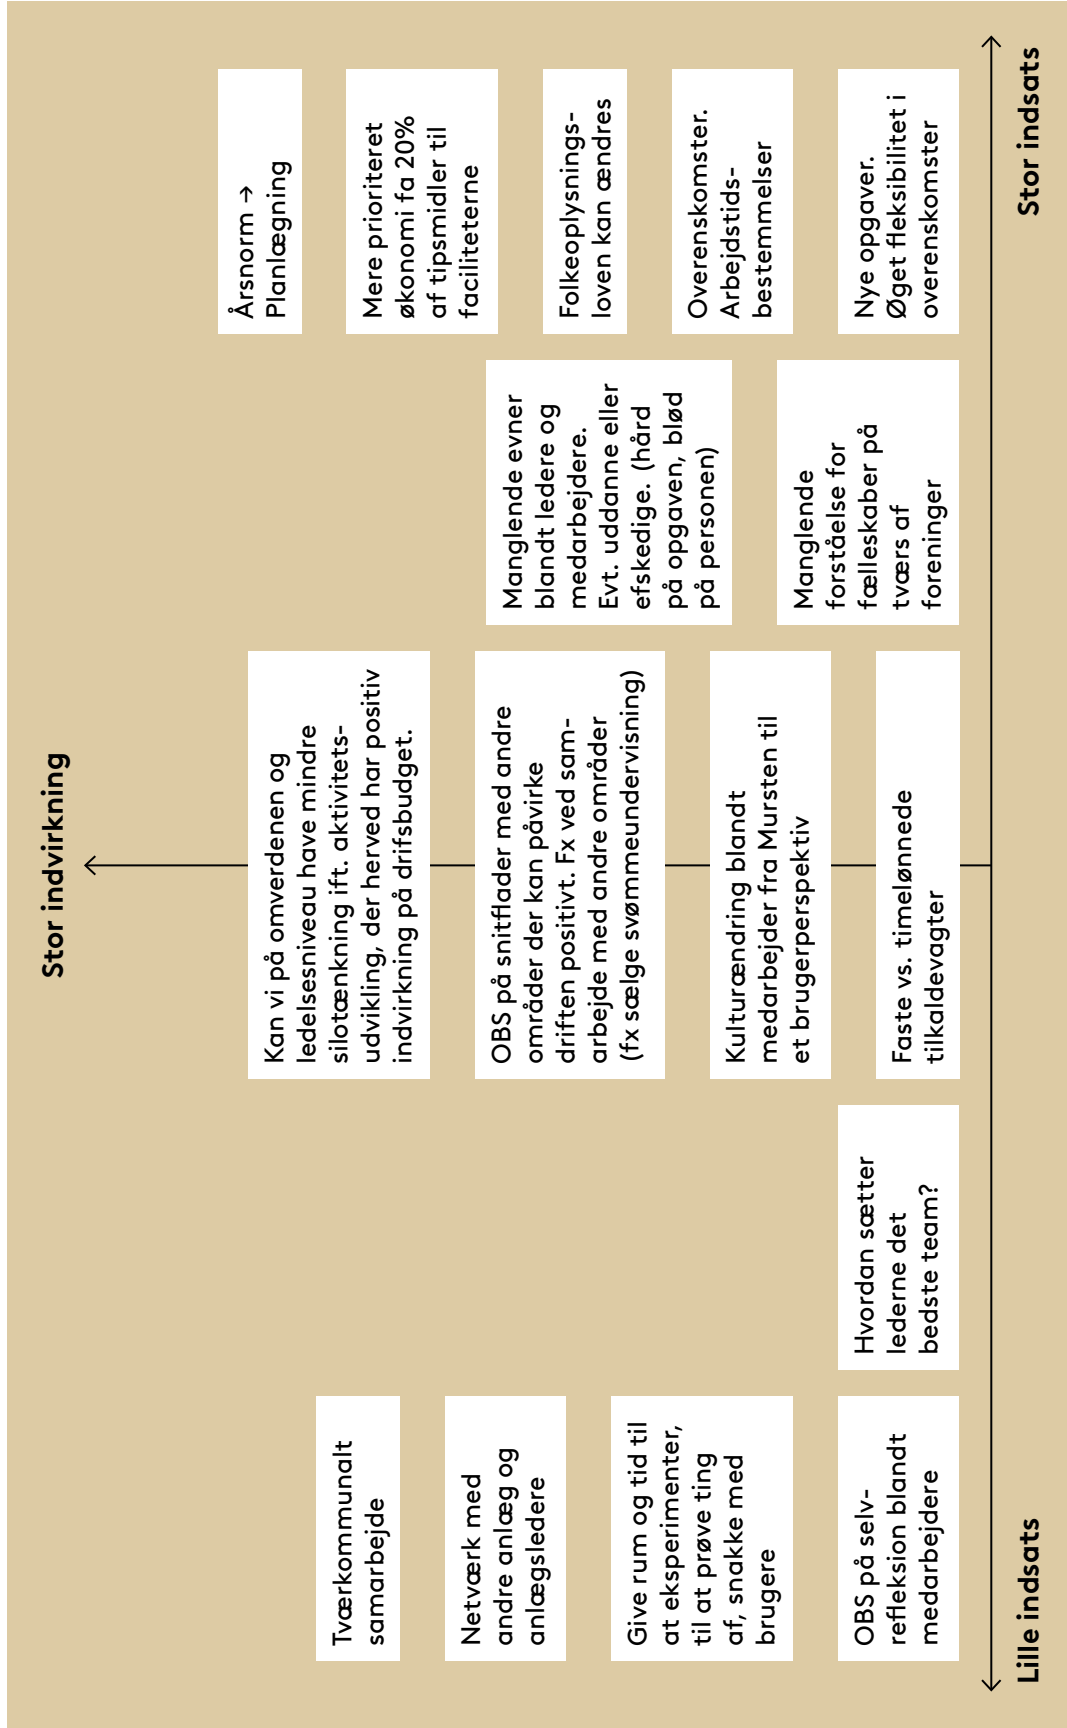 Stor indvirkning
Tværkommunalt
samarbejde
Netværk med
andre anlæg og
anlægsledere
Give rum og tid til
at eksperimenter,
til at prøve ting
af, snakke med
brugere
OBS på selv-
refleksion blandt
medarbejdere
Hvordan sætter
lederne det
bedste team?
Kan vi på omverdenen og
ledelsesniveau have mindre
silotænkning ift. aktivitets-
udvikling, der herved har positiv
indvirkning på drifsbudget.
OBS på snitflader med andre
områder der kan påvirke
driften positivt. Fx ved sam-
arbejde med andre områder
(fx sælge svømmeundervisning)
Kulturændring blandt
medarbejder fra Mursten til
et brugerperspektiv
Faste vs. timelønnede
tilkaldevagter
Manglende evner
blandt ledere og
medarbejdere.
Evt. uddanne eller
efskedige. (hård
på opgaven, blød
på personen)
Manglende
forståelse for
fælleskaber på
tværs af
foreninger
Årsnorm →
Planlægning
Mere prioriteret
økonomi fa 20%
af tipsmidler til
faciliteterne
Folkeoplysnings-
loven kan ændres
Overenskomster.
Arbejdstids-
bestemmelser
Nye opgaver.
Øget fleksibilitet i
overenskomster
Lille indsats
Stor indsats